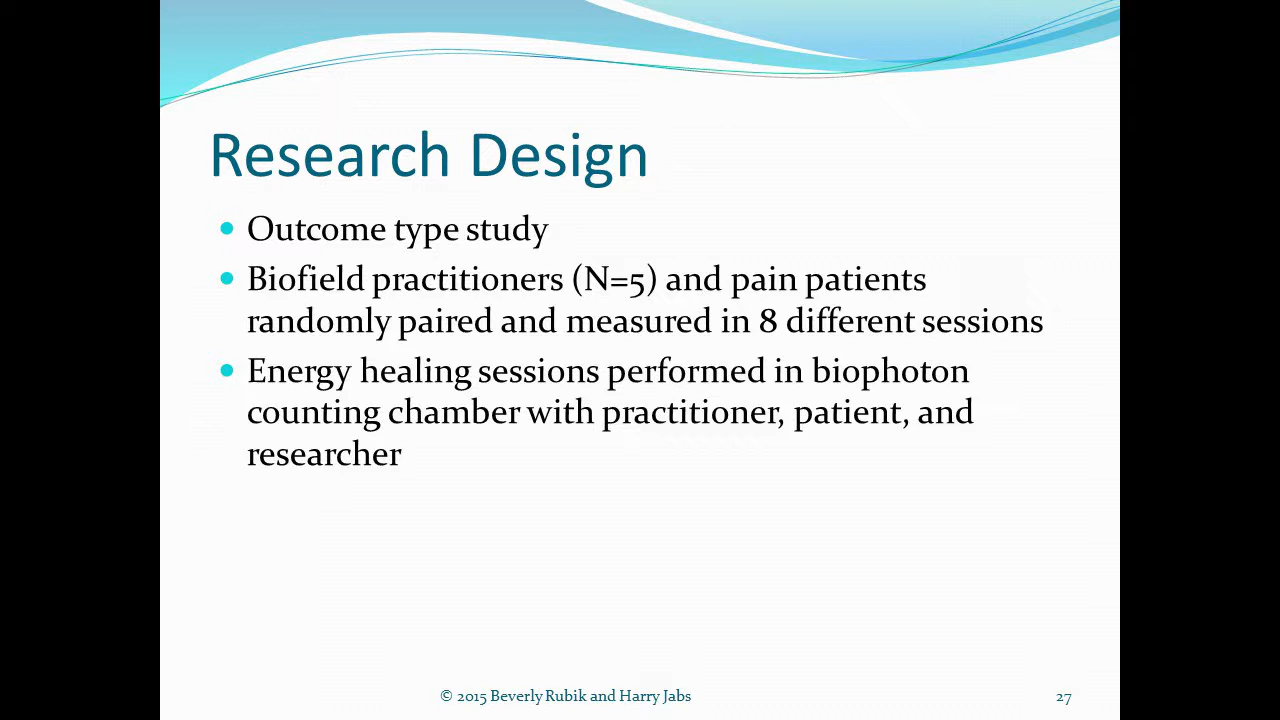 Research Design
• Outcome type study
• Biofield practitioners (N=5) and pain patients
randomly paired and measured in 8 different sessions
• Energy healing sessions performed in biophoton
counting chamber with practitioner, patient, and
researcher
© 2015 Beverly Rubik and Harry Jabs
27